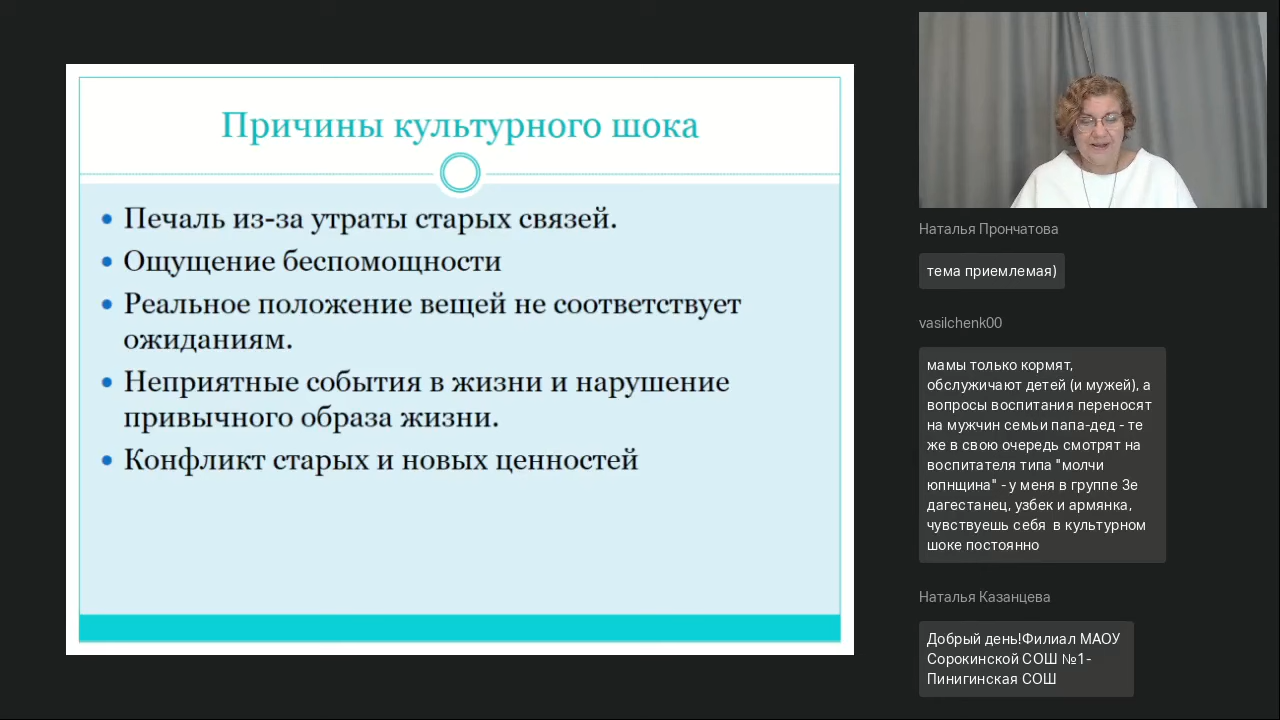 Причины культурного шока
Печаль из-за утраты старых связей.
Ощущение беспомощности
Реальное положение вещей не соответствует
ожиданиям.
Неприятные события в жизни и нарушение
привычного образа жизни.
Конфликт старых и новых ценностей
Наталья Прончатова
тема приемлемая)
vasilchenk00
мамы только кормят,
обслужичают детей (и мужей), а
вопросы воспитания переносят
на мужчин семьи папа-дед - те
же в свою очередь смотрят на
воспитателя типа "молчи
юпнщина" - у меня в группе 3е
дагестанец, узбек и армянка,
чувствуешь себя в культурном
шоке постоянно
Наталья Казанцева
Добрый день!Филиал МАОУ
Сорокинской СОШ №1-
Пинигинская СОШ